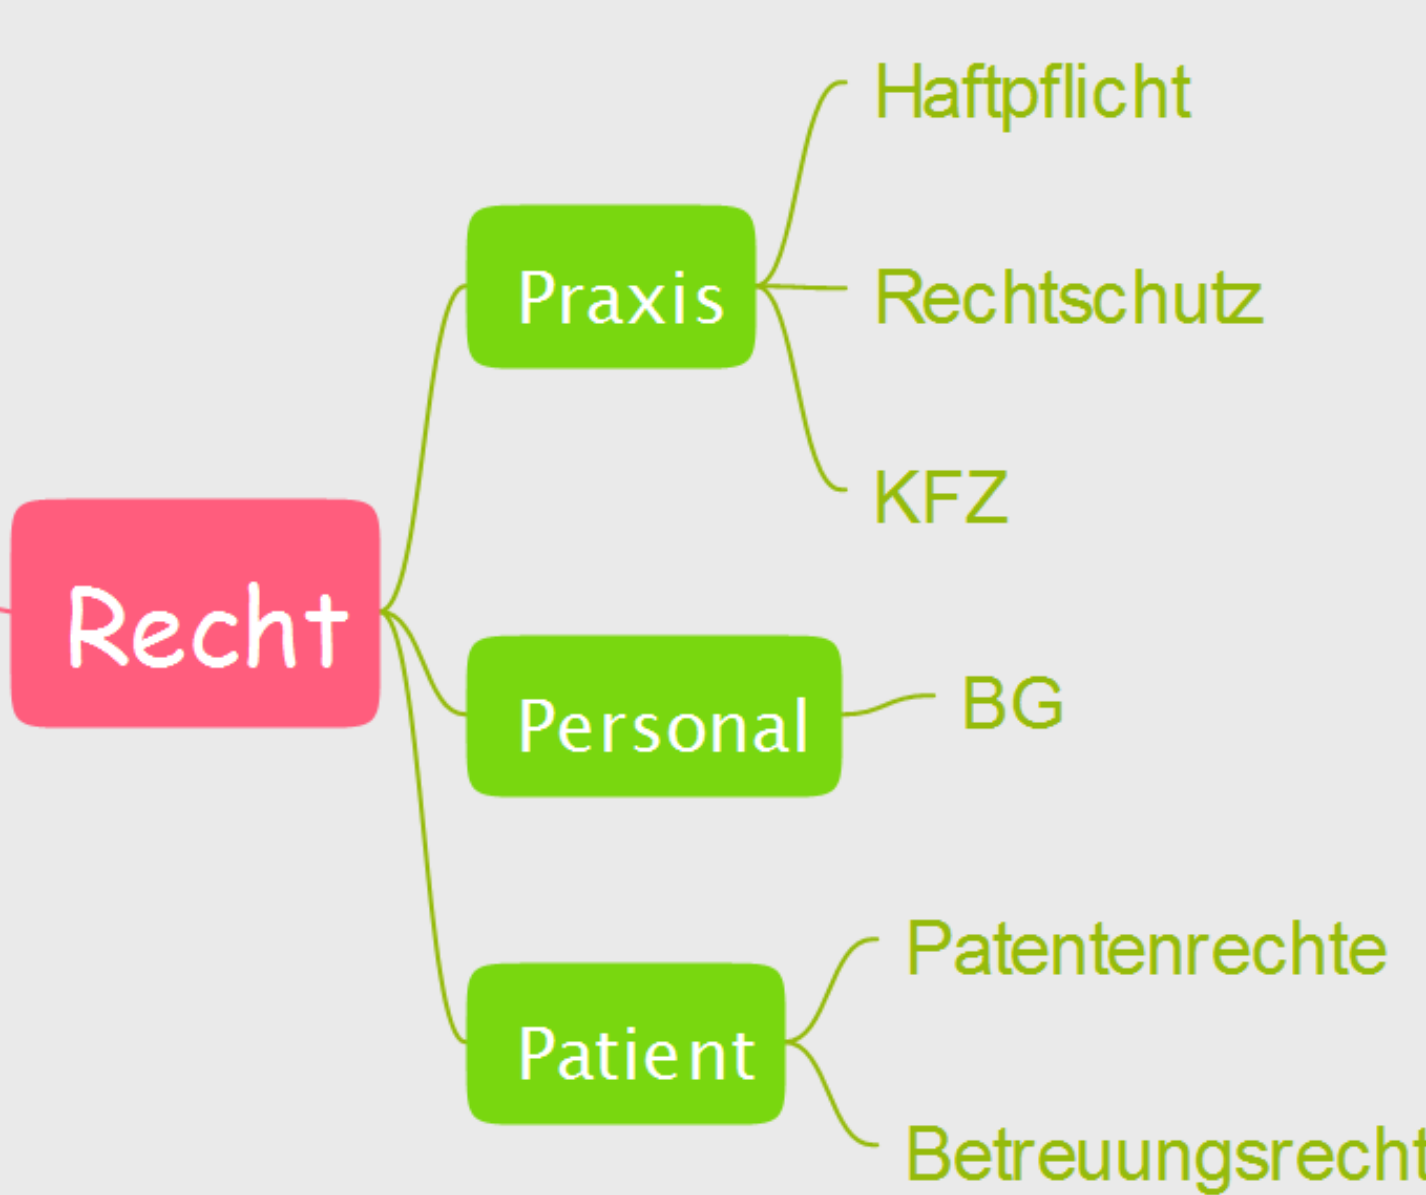 Haftpflicht
Praxis
Rechtschutz
KFZ
Recht
Personal
BG
Patentenrechte
Patient
Betreuungsrecht